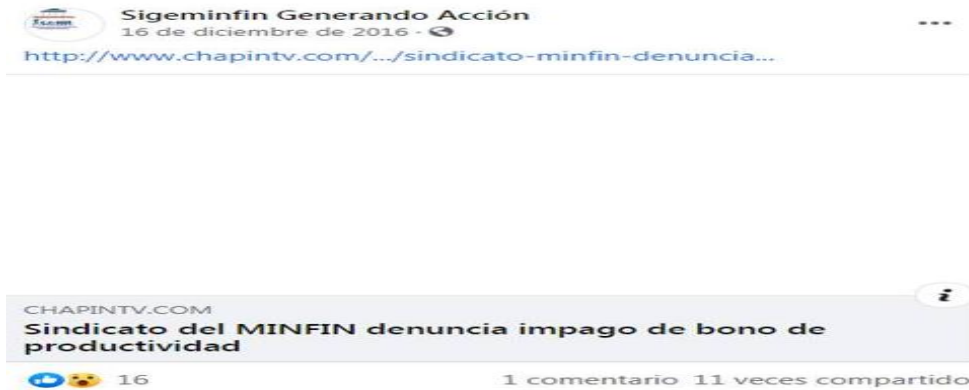 Sigeminfin Generando Acción
16 de diciembre de 2016 ·
http://www.chapintv.com/.../sindicato-minfin-denuncia...
i
CHAPINTV.COM
Sindicato del MINFIN denuncia impago de bono de
productividad
16
1 comentario 11 veces compartido